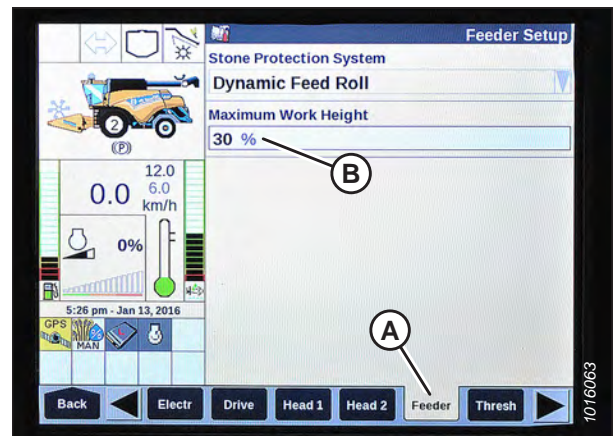 Feeder Setup
Stone Protection System
Dynamic Feed Roll
Maximum Work Height
30 %
B
2
(P)
12.0
0.0 6.0
km/h
0%
5:26 pm - Jan 13, 2016
GPS
MAN
A
Back Electr Drive Head 1 Head 2 Feeder Thresh
1016063